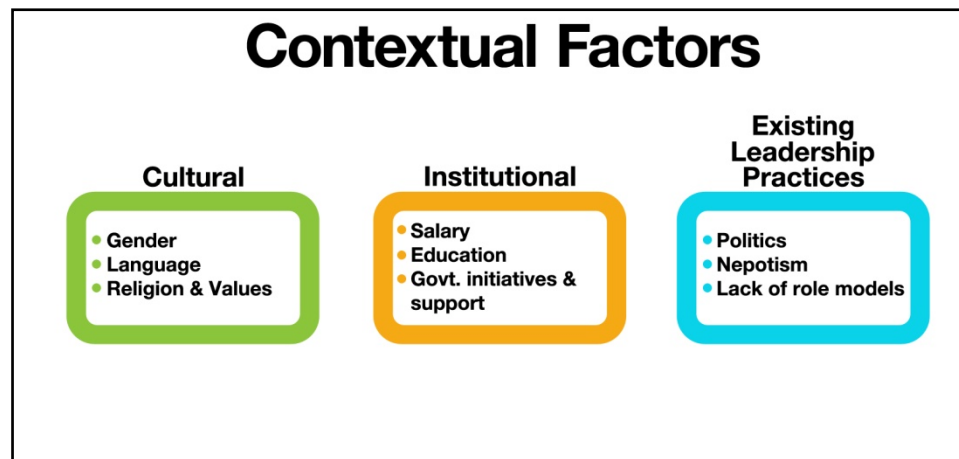 Contextual Factors
Cultural
Gender
Language
Religion & Values
Institutional
Salary
Education
Govt. initiatives &
support
Existing
Leadership
Practices
Politics
Nepotism
Lack of role models